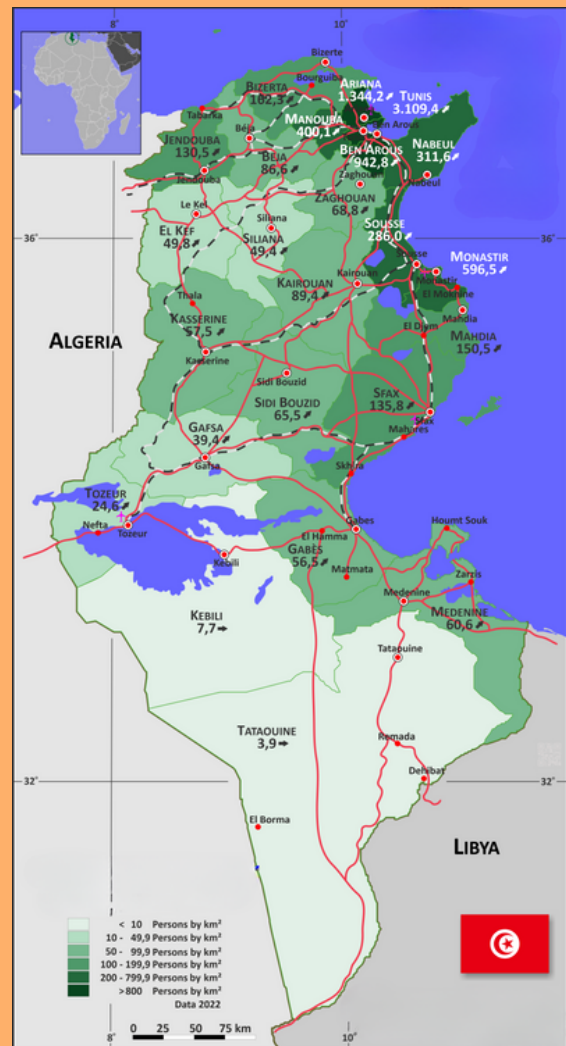 8°
10°
Bizerte
Bourguiba
BIZERTA
102,3
ARIANA
1.344,2
TUNIS
3.109,4
Tabarka
MANOUBA
400,1
Ben Arous
Béja
JENDOUBA
130,5
BÉJA
86,6
BEN AROUS
942,8
NABEUL
311,6
Jendouba
Zaghouan
Nabeul
ZAGHOUAN
68,8
Le Kef
Siliana
EL KEF
49,8
SILIANA
49,4
SOUSSE
286,0
36°
36°
Sousse
MONASTIR
596,5
KAIROUAN
89,4
Kairouan
Monastir
El Moknine
Thala
Mahdia
KASSERINE
57,5
El Djem
MAHDIA
150,5
ALGERIA
Kasserine
Sidi Bouzid
SIDI BOUZID
65,5
SFAX
135,8
Sfax
GAFSA
39,4
Mahares
Gafsa
Skhira
TOZEUR
24,6
Nefta
Tozeur
Gabes
Houmt Souk
El Hamma
Kebili
GABÈS
56,5
Matmata
Zarzis
Medenine
MEDENINE
60,6
KEBILI
7,7
Tataouine
TATAOUINE
3,9
Remada
Dehibat
32°
32°
El Borma
LIBYA
< 10 Persons by km²
10 - 49,9 Persons by km²
50 - 99,9 Persons by km²
100 - 199,9 Persons by km²
200 - 799,9 Persons by km²
>800 Persons by km²
Data 2022
0 25 50 75 km
8°
10°